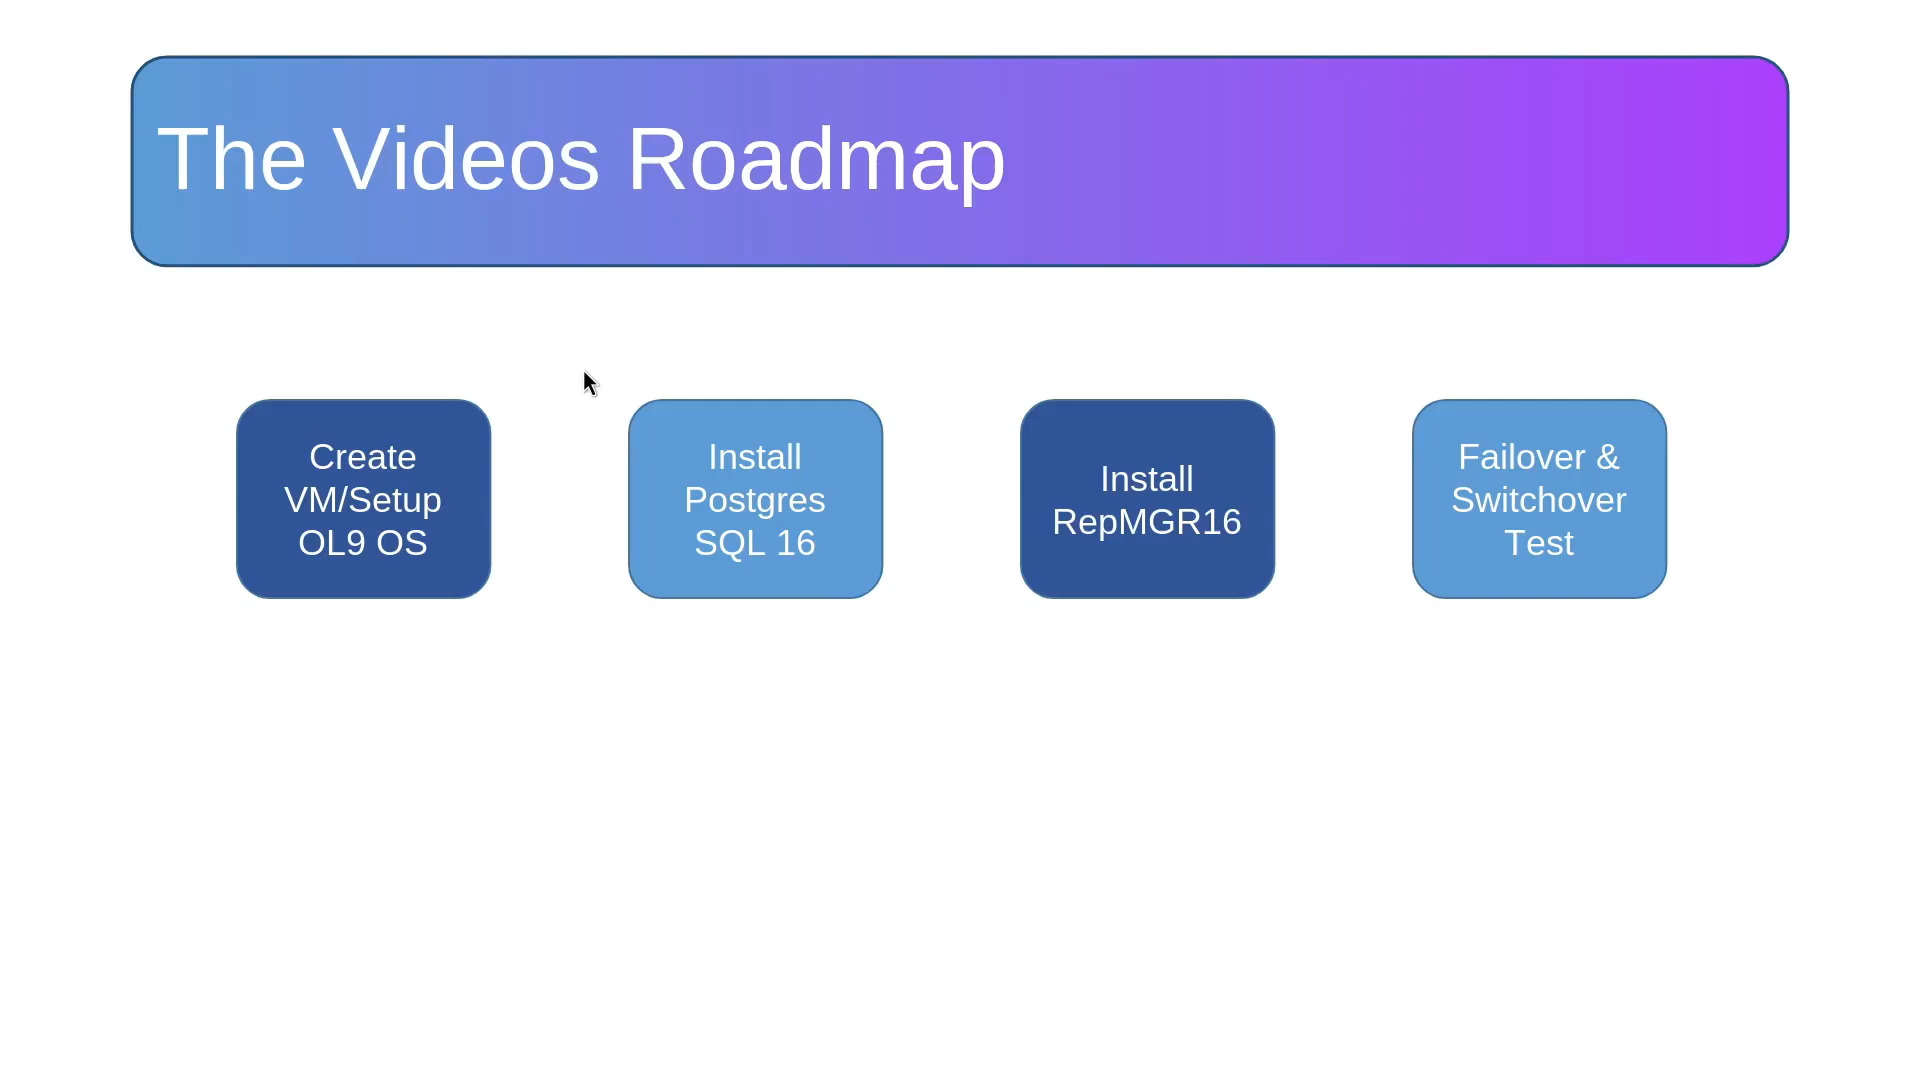 The Videos Roadmap
Create
VM/Setup
OL9 OS
Install
Postgres
SQL 16
Install
RepMGR16
Failover &
Switchover
Test